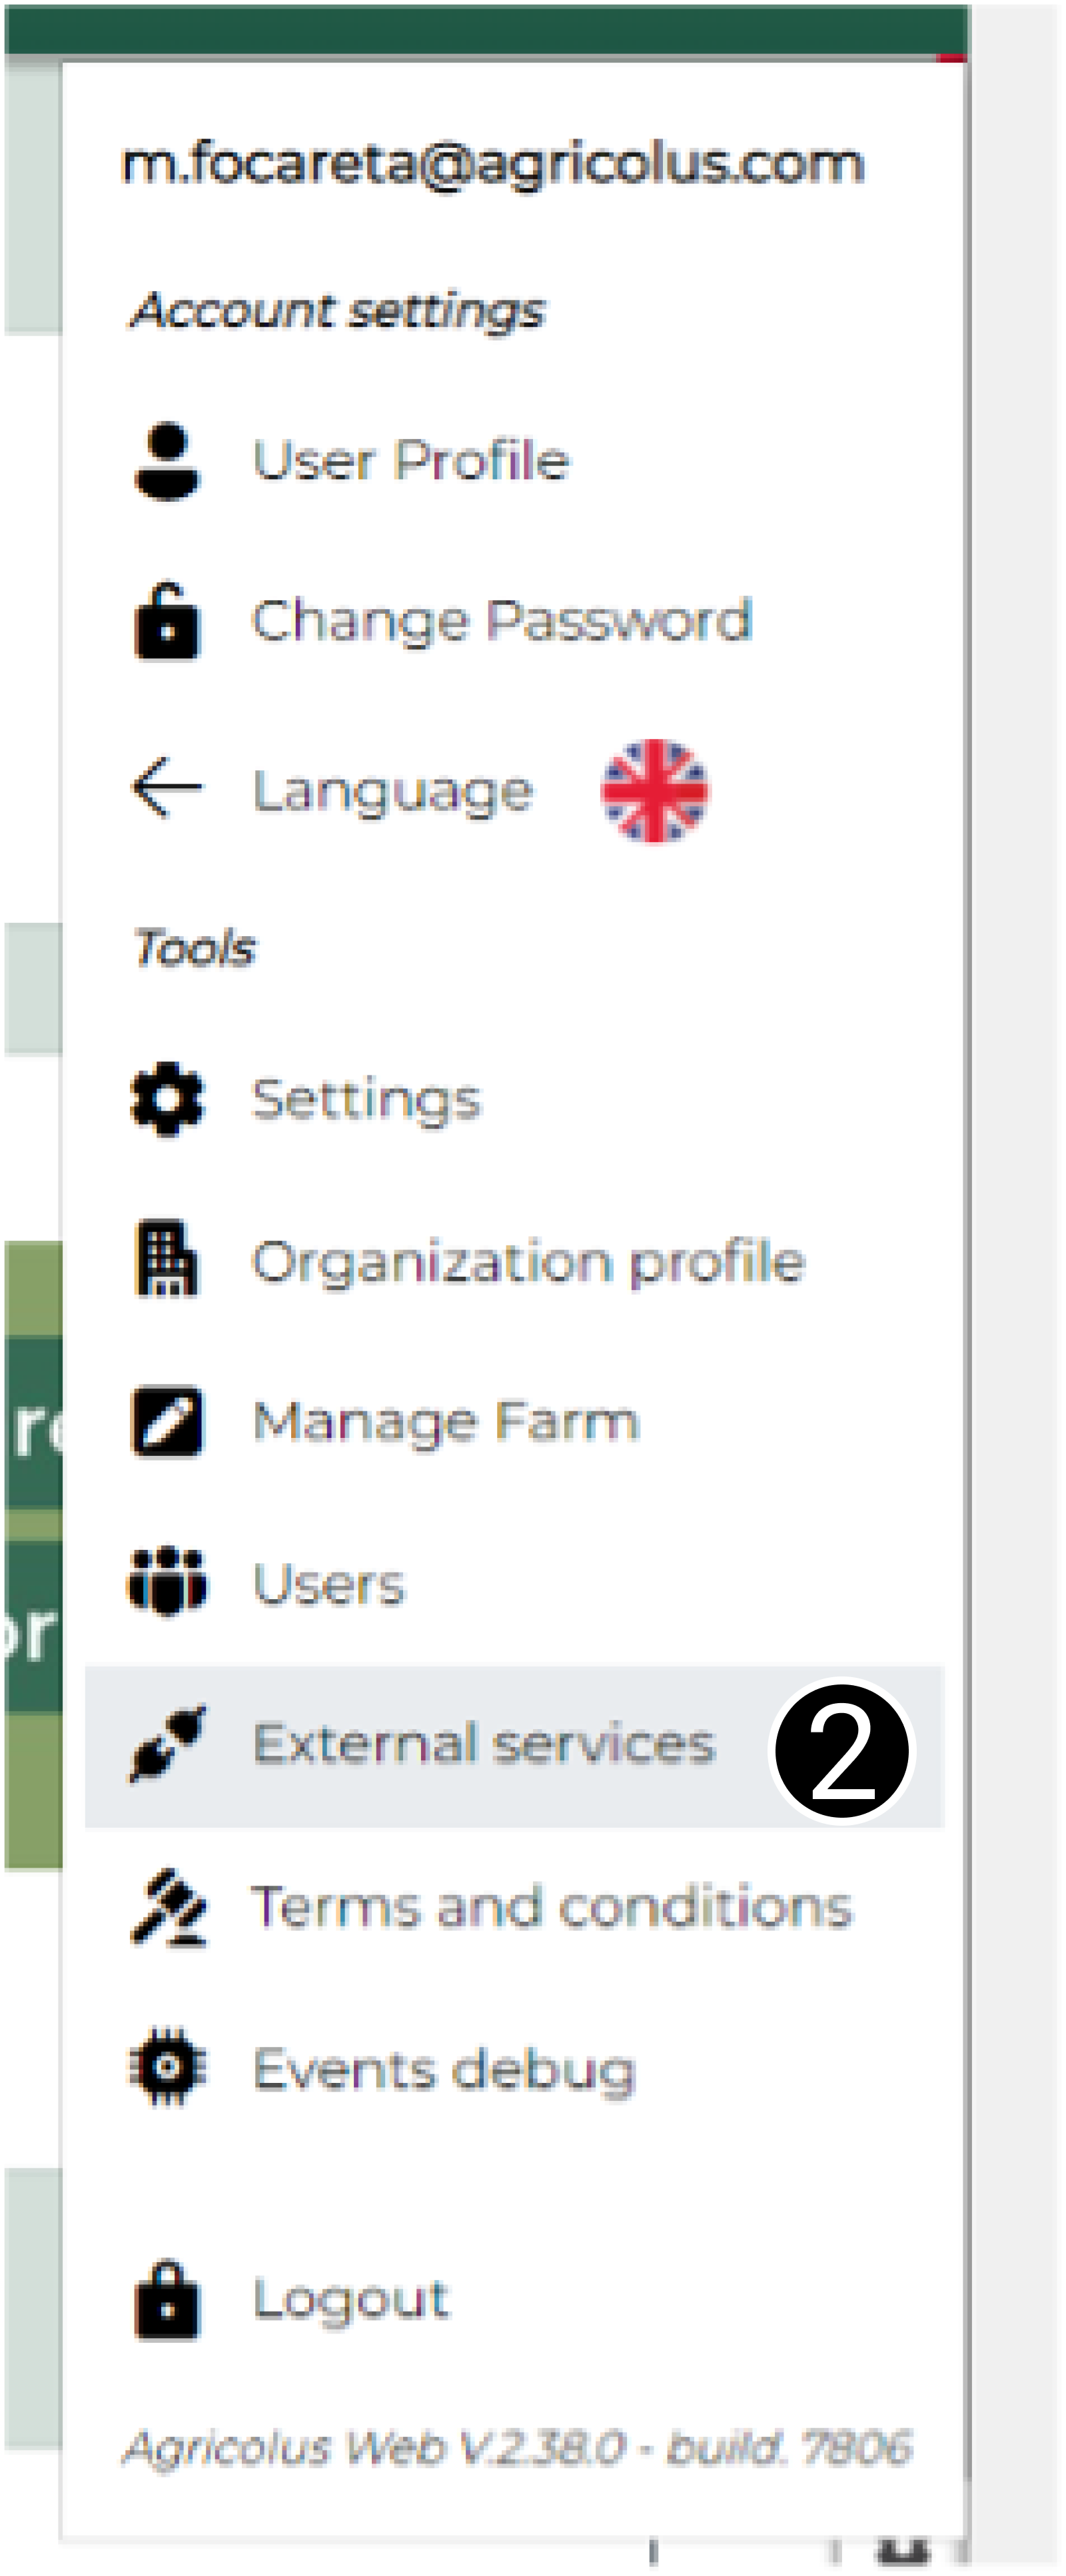 m.focareta@agricolus.com
Account settings
User Profile
Change Password
Language
Tools
Settings
Organization profile
Manage Farm
Users
External services 2
Terms and conditions
Events debug
Logout
Agricolus Web V.2.38.0 - build. 7806